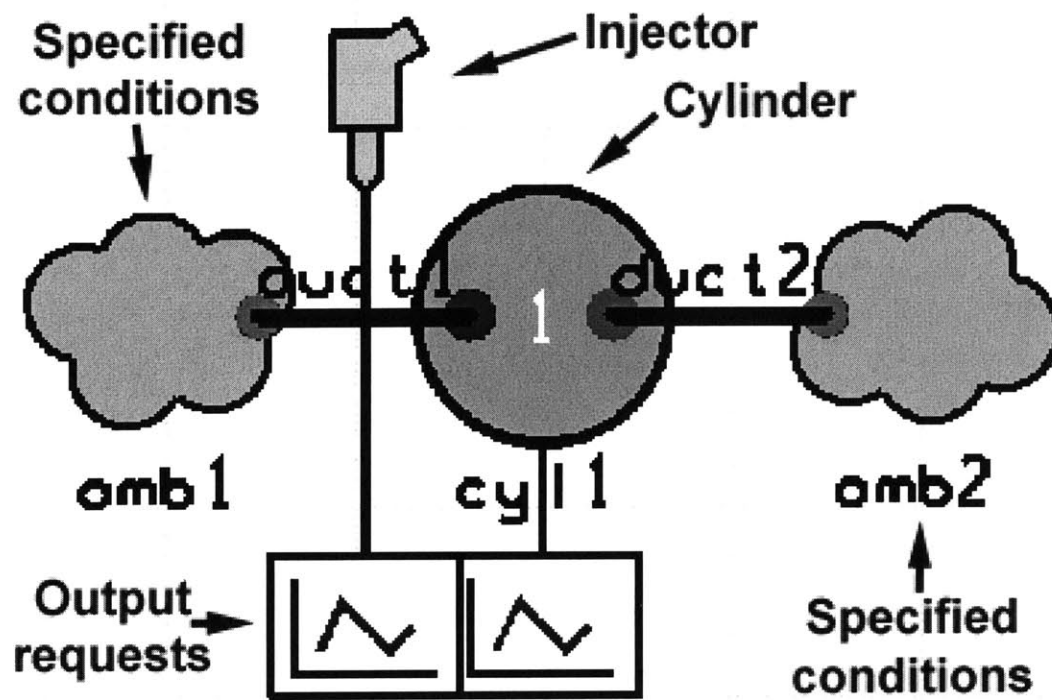 Specified
conditions
Injector
Cylinder
duct1
1
duct2
amb1
cyl1
amb2
Output
requests
Specified
conditions